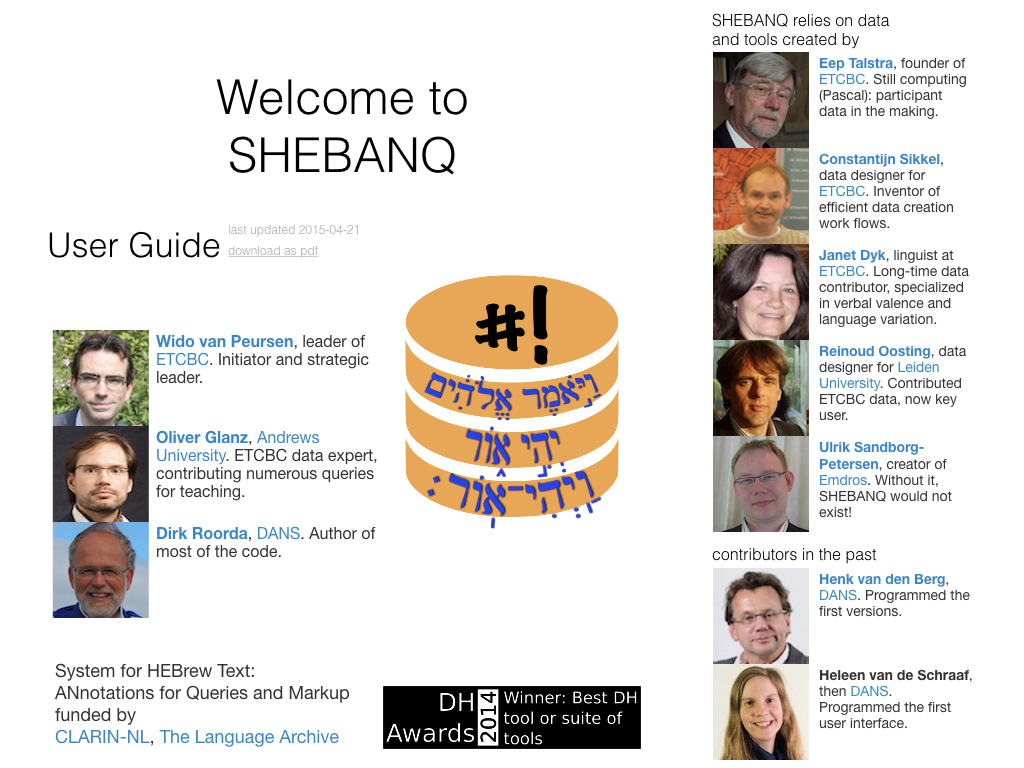 Welcome to
SHEBANQ
User Guide
last updated 2015-04-21
download as pdf
Wido van Peursen, leader of
ETCBC. Initiator and strategic
leader.
Oliver Glanz, Andrews
University. ETCBC data expert,
contributing numerous queries
for teaching.
Dirk Roorda, DANS. Author of
most of the code.
#!
וַיֹּאמֶר אֱלֹהִים
יְהִי אוֹר
וַיְהִי־אוֹר׃
System for HEBrew Text:
ANnotations for Queries and Markup
funded by
CLARIN-NL, The Language Archive
DH
Awards
2014
Winner: Best DH
tool or suite of
tools
SHEBANQ relies on data
and tools created by
Eep Talstra, founder of
ETCBC. Still computing
(Pascal): participant
data in the making.
Constantijn Sikkel,
data designer for
ETCBC. Inventor of
efficient data creation
work flows.
Janet Dyk, linguist at
ETCBC. Long-time data
contributor, specialized
in verbal valence and
language variation.
Reinoud Oosting, data
designer for Leiden
University. Contributed
ETCBC data, now key
user.
Ulrik Sandborg-
Petersen, creator of
Emdros. Without it,
SHEBANQ would not
exist!
contributors in the past
Henk van den Berg,
DANS. Programmed the
first versions.
Heleen van de Schraaf,
then DANS.
Programmed the first
user interface.